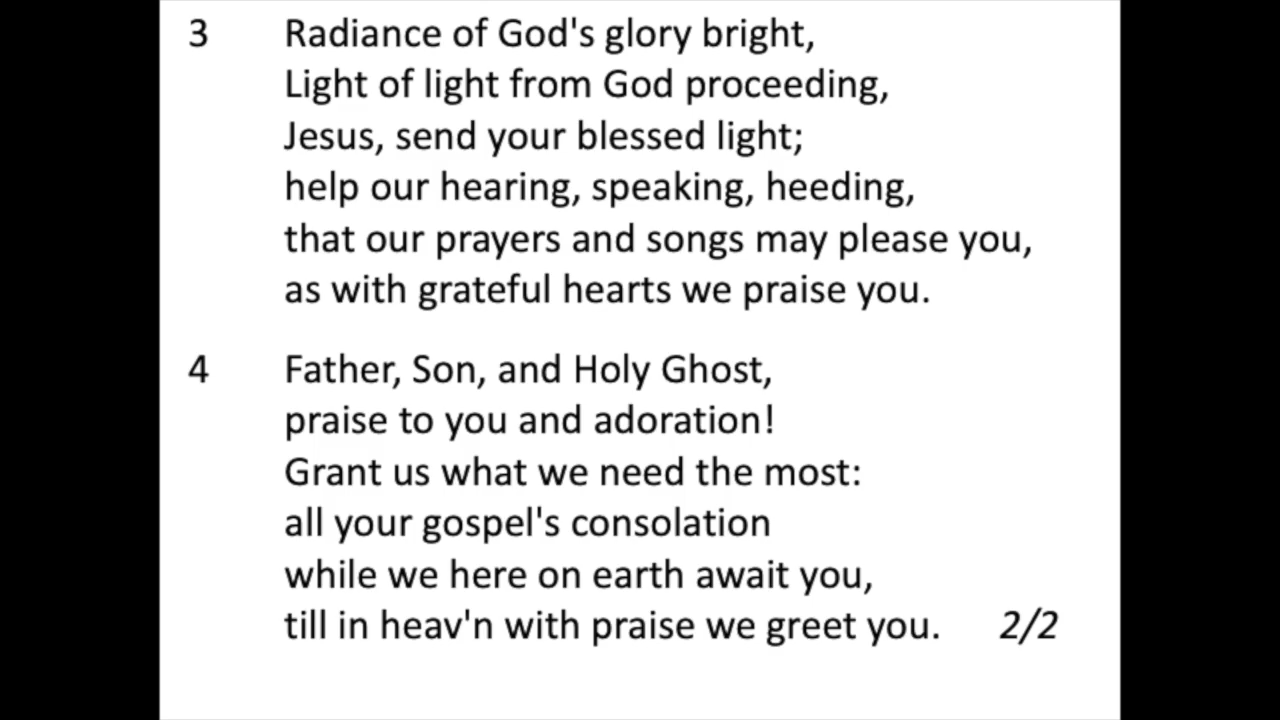 3 Radiance of God's glory bright,
Light of light from God proceeding,
Jesus, send your blessed light;
help our hearing, speaking, heeding,
that our prayers and songs may please you,
as with grateful hearts we praise you.
4 Father, Son, and Holy Ghost,
praise to you and adoration!
Grant us what we need the most:
all your gospel's consolation
while we here on earth await you,
till in heav'n with praise we greet you. 2/2